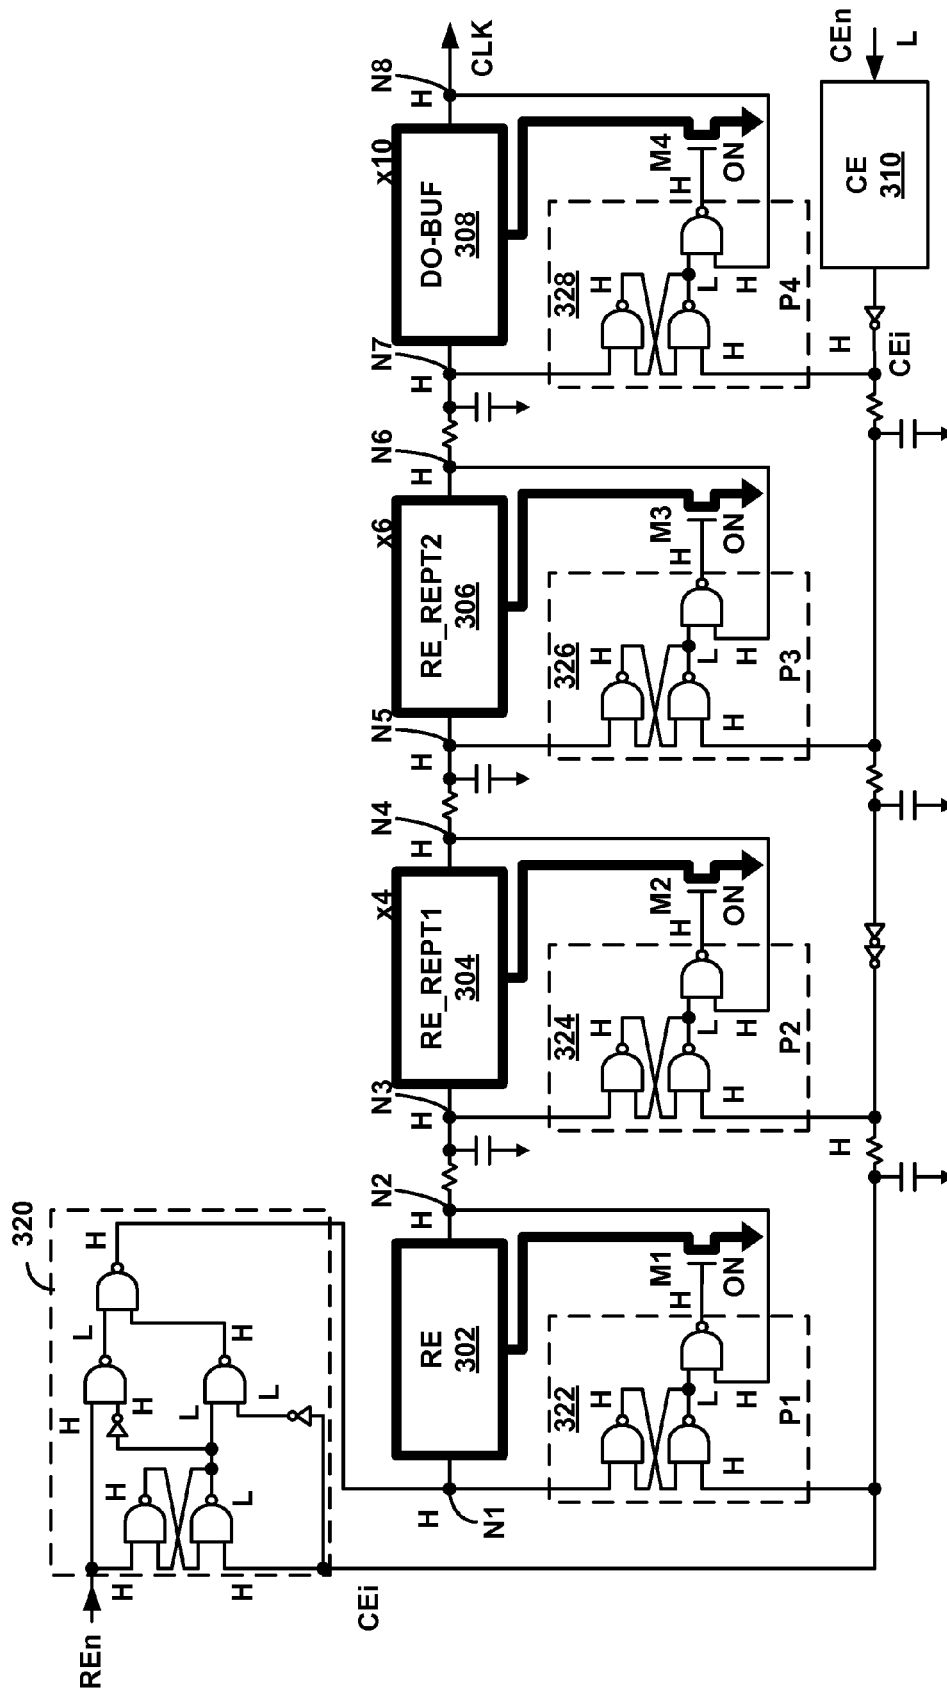 320
REn
H
H
H
L
H
H
L
L
L
H
H
CEi
H
N1
RE
302
N2
H
N3
H
x4
RE_REPT1
304
N4
H
N5
H
x6
RE_REPT2
306
N6
H
N7
H
x10
DO-BUF
308
N8
H
CLK
322
H
L
H
H
P1
H
M1
ON
324
H
L
H
H
P2
H
M2
ON
326
H
L
H
H
P3
H
M3
ON
328
H
L
H
H
P4
H
M4
ON
H
H
CEi
CE
310
CEn
L